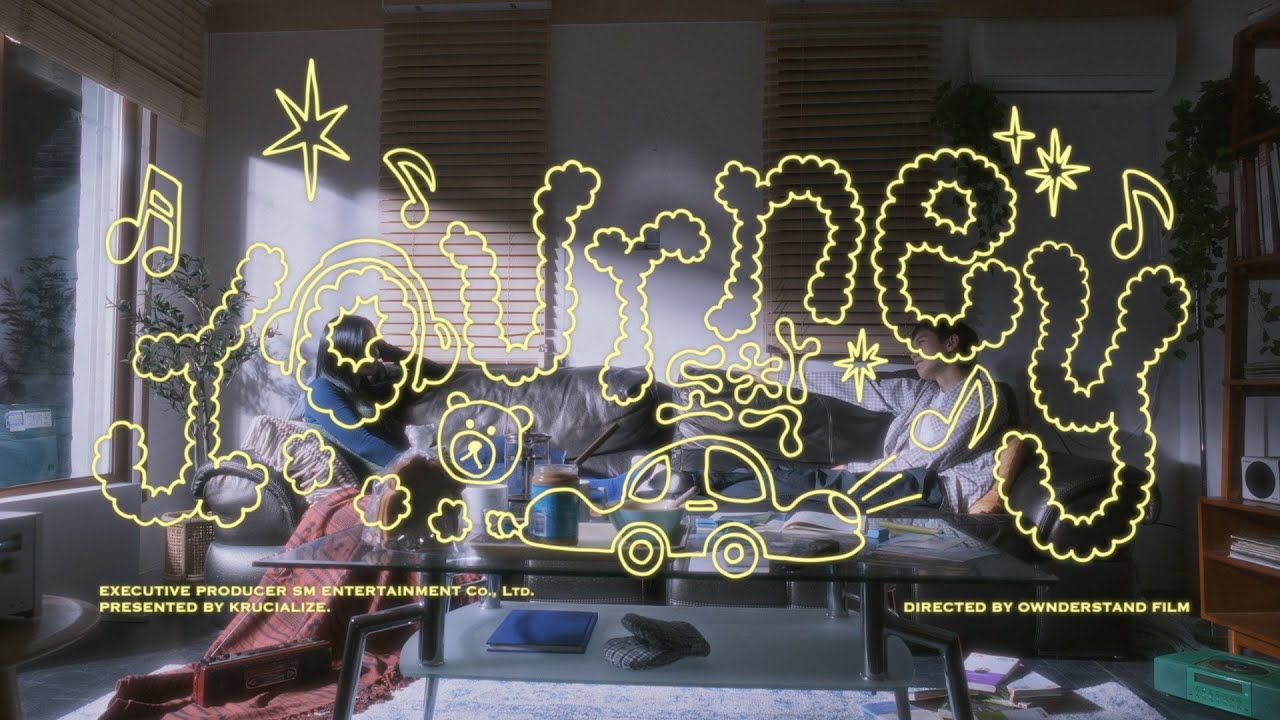 Journey
EXECUTIVE PRODUCER SM ENTERTAINMENT Co., Ltd.
PRESENTED BY KRUCIALIZE.
DIRECTED BY OWNDERSTAND FILM